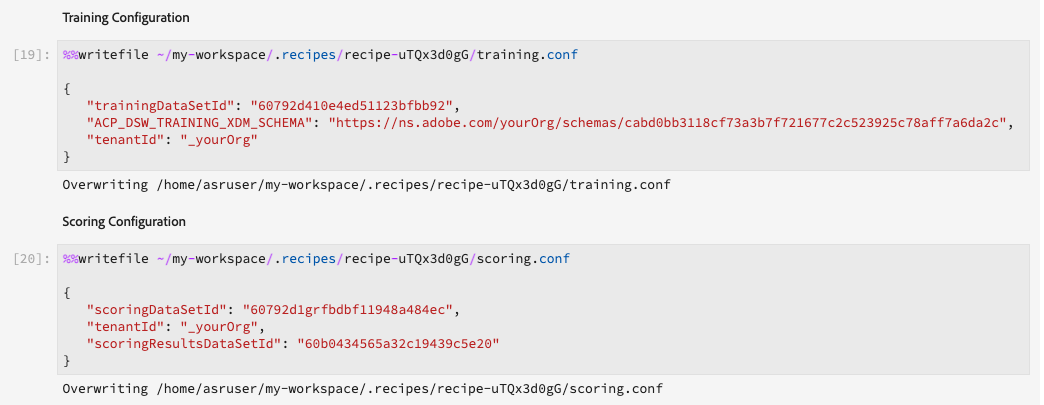 Training Configuration
[19]: %%writefile ~/my-workspace/.recipes/recipe-uTQx3d0gG/training.conf
{
"trainingDataSetId": "60792d410e4ed51123bfbb92",
"ACP_DSW_TRAINING_XDM_SCHEMA": "https://ns.adobe.com/yourOrg/schemas/cabd0bb3118cf73a3b7f721677c2c523925c78aff7a6da2c",
"tenantId": "_yourOrg"
}
Overwriting /home/asruser/my-workspace/.recipes/recipe-uTQx3d0gG/training.conf
Scoring Configuration
[20]: %%writefile ~/my-workspace/.recipes/recipe-uTQx3d0gG/scoring.conf
{
"scoringDataSetId": "60792d1grfbdbf11948a484ec",
"tenantId": "_yourOrg",
"scoringResultsDataSetId": "60b0434565a32c19439c5e20"
}
Overwriting /home/asruser/my-workspace/.recipes/recipe-uTQx3d0gG/scoring.conf